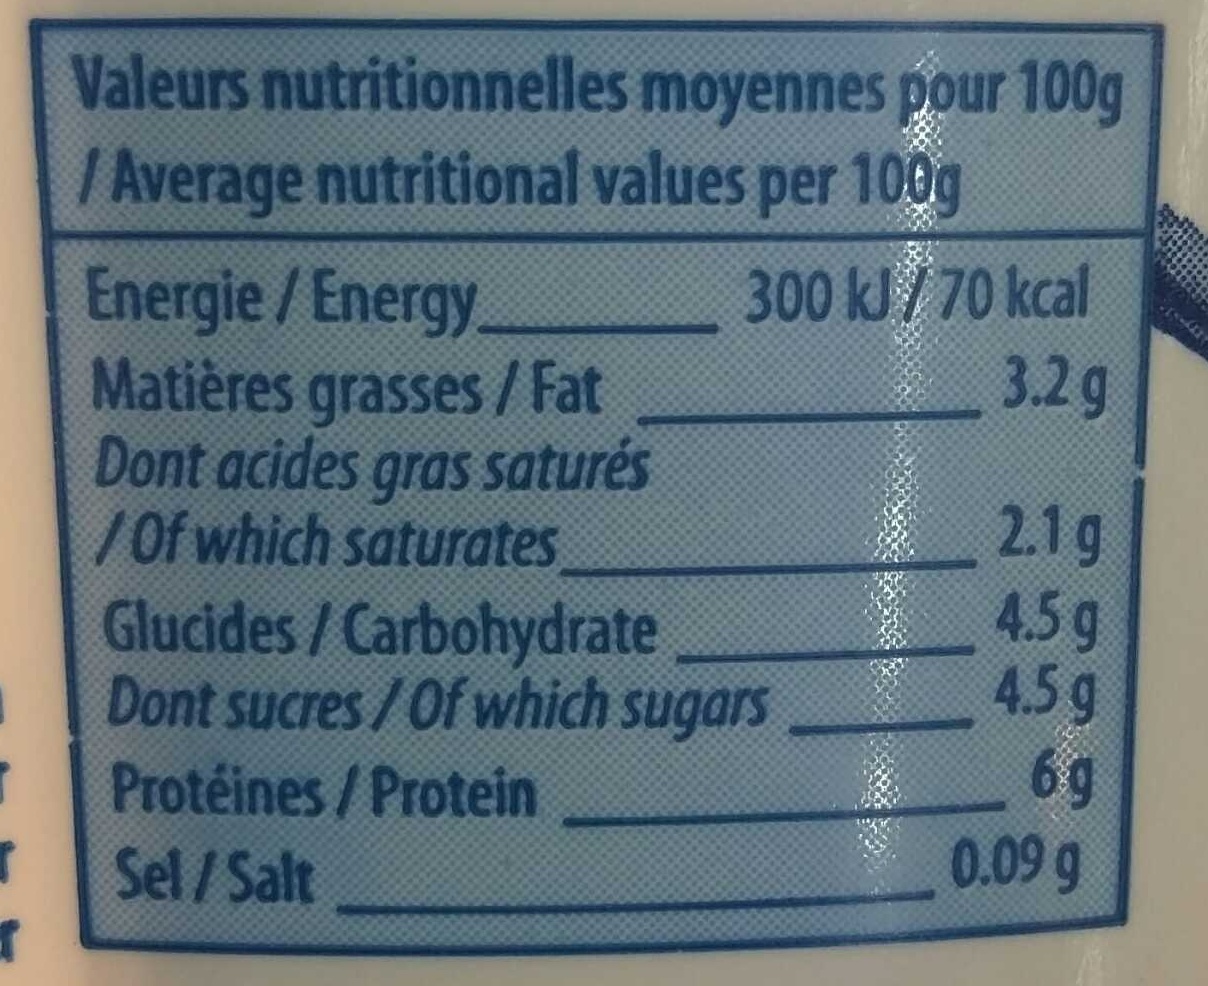 Valeurs nutritionnelles moyennes pour 100g
/ Average nutritional values per 100g
Energie / Energy 300 kJ / 70 kcal
Matières grasses / Fat 3.2 g
Dont acides gras saturés
/ Of which saturates 2.1 g
Glucides / Carbohydrate 4.5 g
Dont sucres / Of which sugars 4.5 g
Protéines / Protein 6 g
Sel / Salt 0.09 g